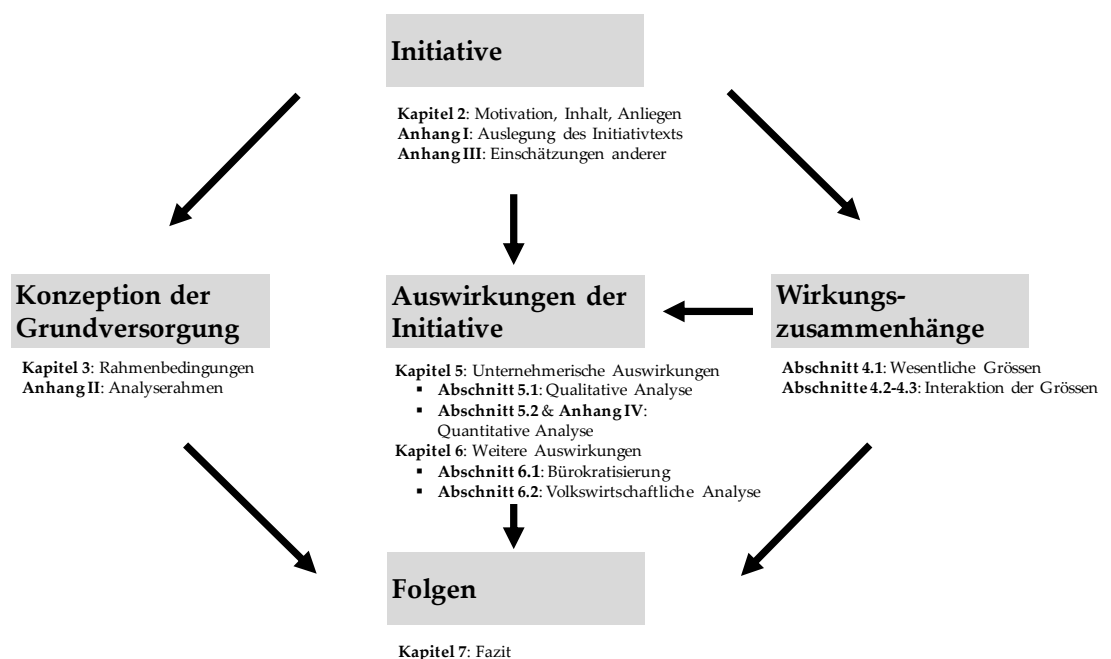 Initiative
Kapitel 2: Motivation, Inhalt, Anliegen
Anhang I: Auslegung des Initiativtexts
Anhang III: Einschätzungen anderer
Konzeption der
Grundversorgung
Kapitel 3: Rahmenbedingungen
Anhang II: Analyserahmen
Auswirkungen der
Initiative
Kapitel 5: Unternehmerische Auswirkungen
▪ Abschnitt 5.1: Qualitative Analyse
▪ Abschnitt 5.2 & Anhang IV:
Quantitative Analyse
Kapitel 6: Weitere Auswirkungen
▪ Abschnitt 6.1: Bürokratisierung
▪ Abschnitt 6.2: Volkswirtschaftliche Analyse
Wirkungs-
zusammenhänge
Abschnitt 4.1: Wesentliche Grössen
Abschnitte 4.2-4.3: Interaktion der Grössen
Folgen
Kapitel 7: Fazit